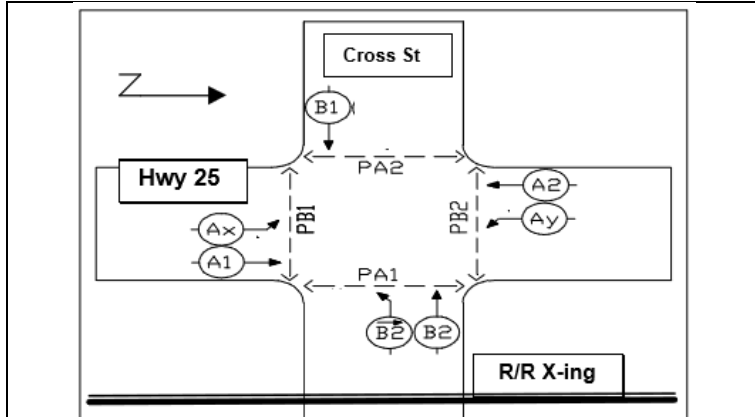 Cross St
Z
B1
PA2
Hwy 25
A2
Ax
PB1
PB2
Ay
A1
PA1
B2
B2
R/R X-ing